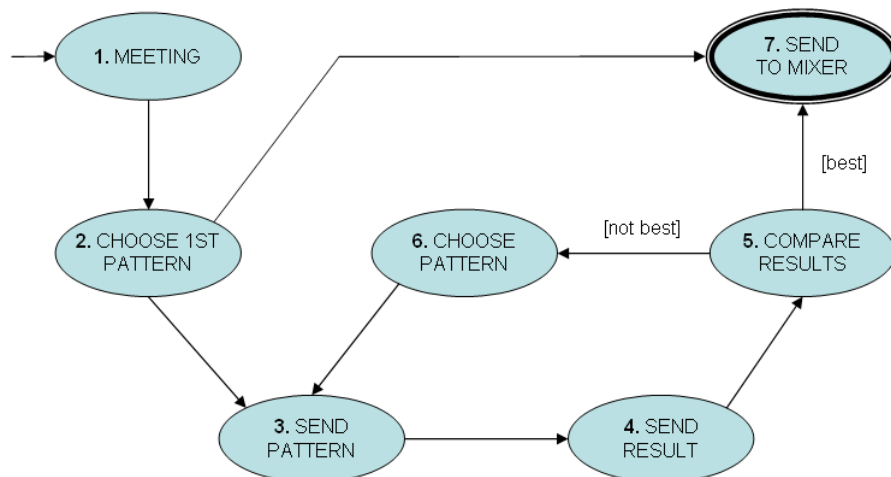 1. MEETING
7. SEND
TO MIXER
[best]
2. CHOOSE 1ST
PATTERN
6. CHOOSE
PATTERN
[not best]
5. COMPARE
RESULTS
3. SEND
PATTERN
4. SEND
RESULT